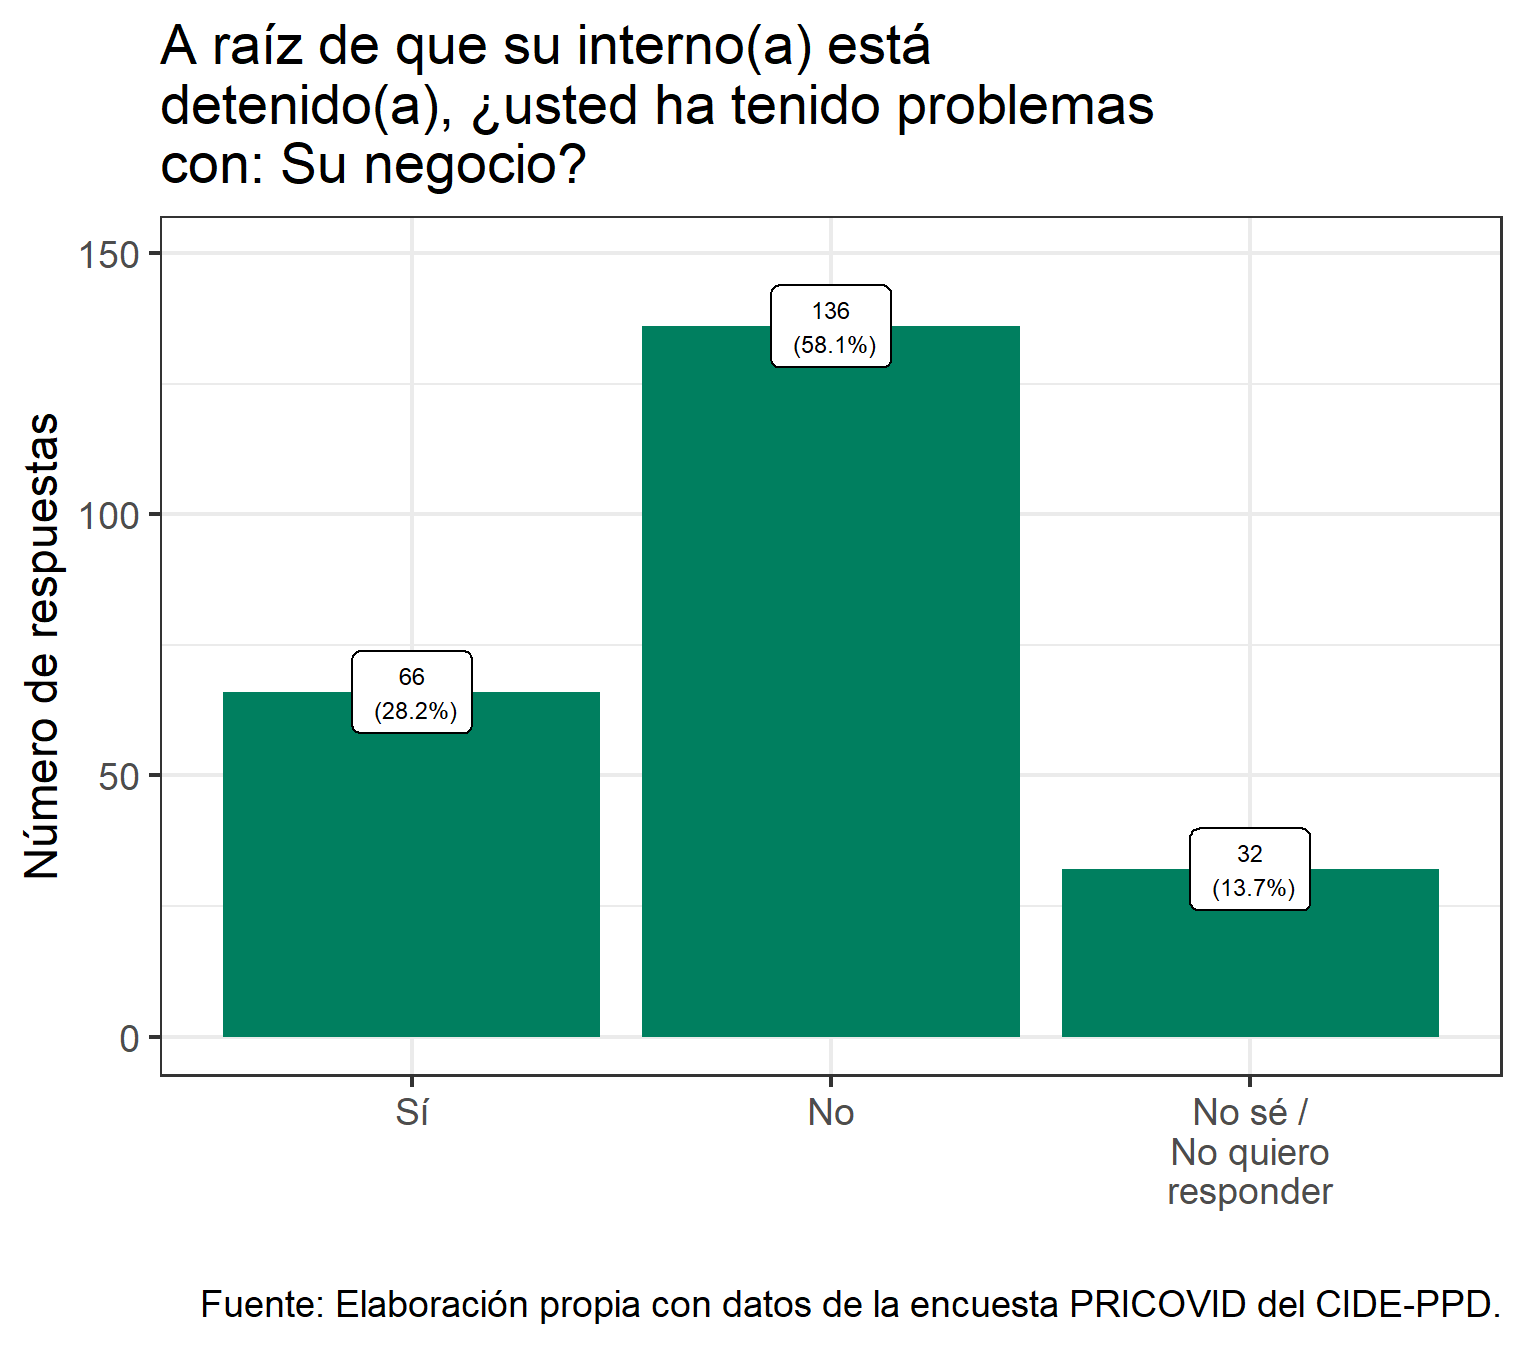 A raíz de que su interno(a) está
detenido(a), ¿usted ha tenido problemas
con: Su negocio?
Número de respuestas
150
100
50
0
136
(58.1%)
66
(28.2%)
32
(13.7%)
Sí
No
No sé /
No quiero
responder
Fuente: Elaboración propia con datos de la encuesta PRICOVID del CIDE-PPD.